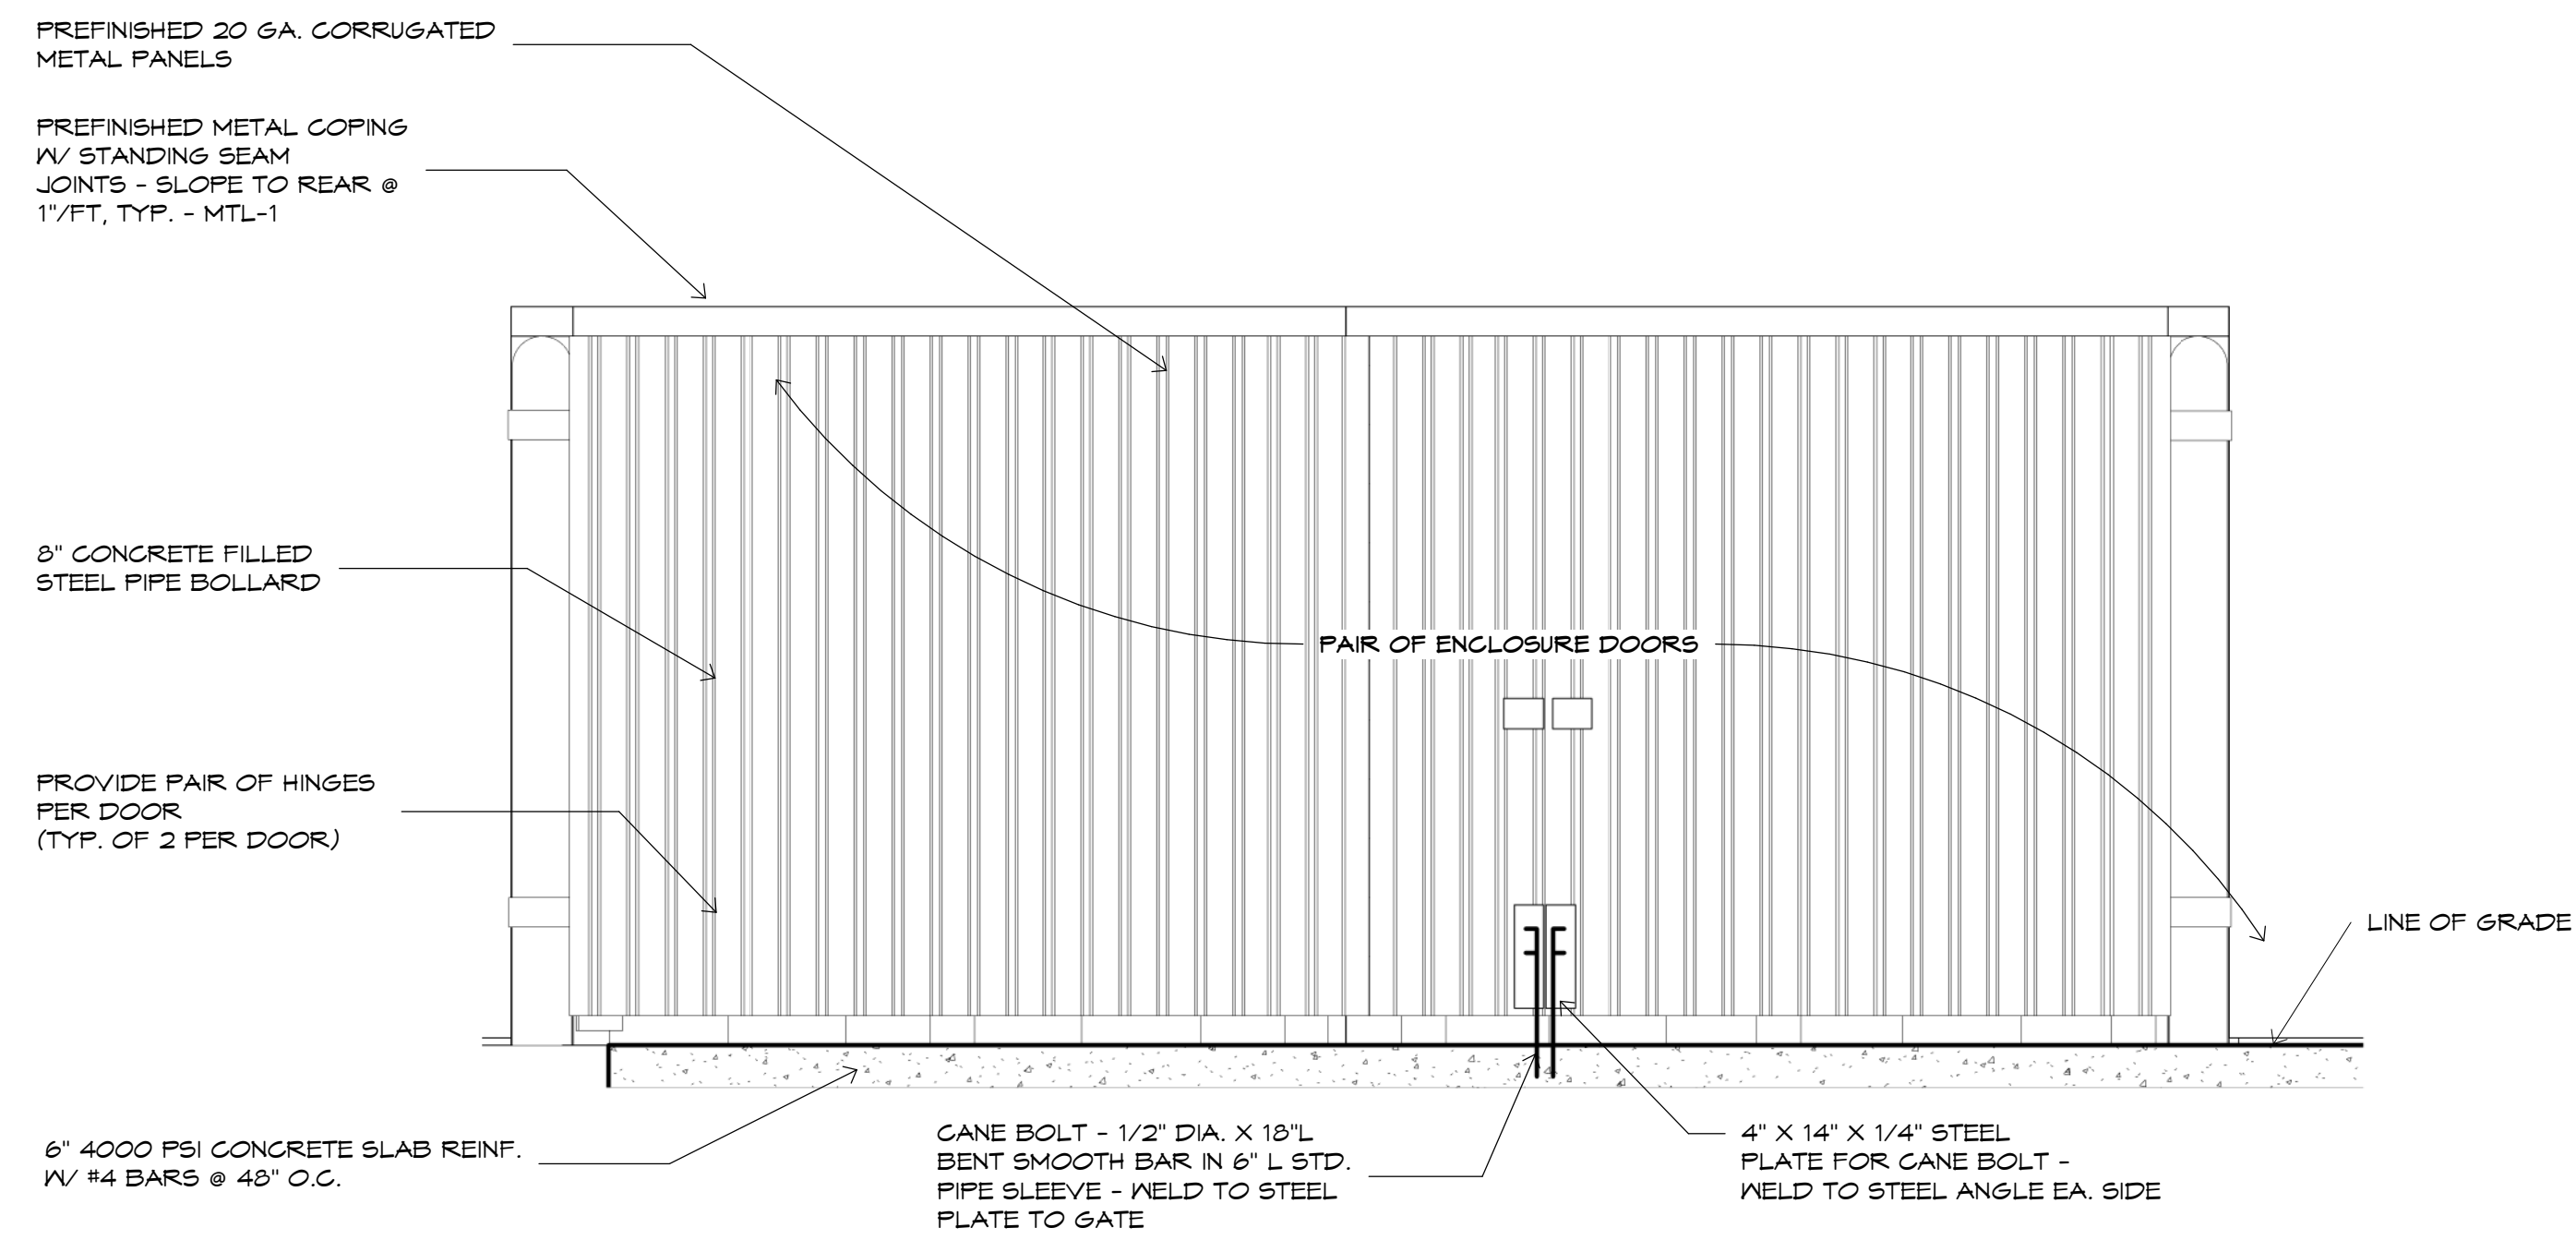 PREFINISHED 20 GA. CORRUGATED
METAL PANELS
PREFINISHED METAL COPING
W/ STANDING SEAM
JOINTS - SLOPE TO REAR @
1"/FT, TYP. - MTL-1
8" CONCRETE FILLED
STEEL PIPE BOLLARD
PAIR OF ENCLOSURE DOORS
PROVIDE PAIR OF HINGES
PER DOOR
(TYP. OF 2 PER DOOR)
LINE OF GRADE
6" 4000 PSI CONCRETE SLAB REINF.
W/ #4 BARS @ 48" O.C.
CANE BOLT - 1/2" DIA. X 18"L
BENT SMOOTH BAR IN 6" L STD.
PIPE SLEEVE - WELD TO STEEL
PLATE TO GATE
4" X 14" X 1/4" STEEL
PLATE FOR CANE BOLT -
WELD TO STEEL ANGLE EA. SIDE